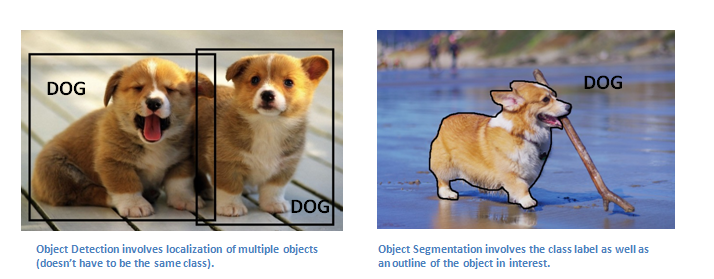 DOG
DOG
DOG
Object Detection involves localization of multiple objects
(doesn't have to be the same class).
Object Segmentation involves the class label as well as
an outline of the object in interest.